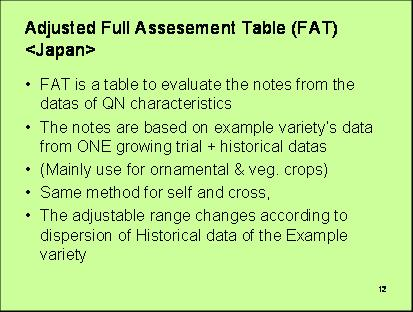 Adjusted Full Assesement Table (FAT)
<Japan>
• FAT is a table to evaluate the notes from the
datas of QN characteristics
• The notes are based on example variety's data
from ONE growing trial + historical datas
• (Mainly use for ornamental & veg. crops)
• Same method for self and cross,
• The adjustable range changes according to
dispersion of Historical data of the Example
variety
12